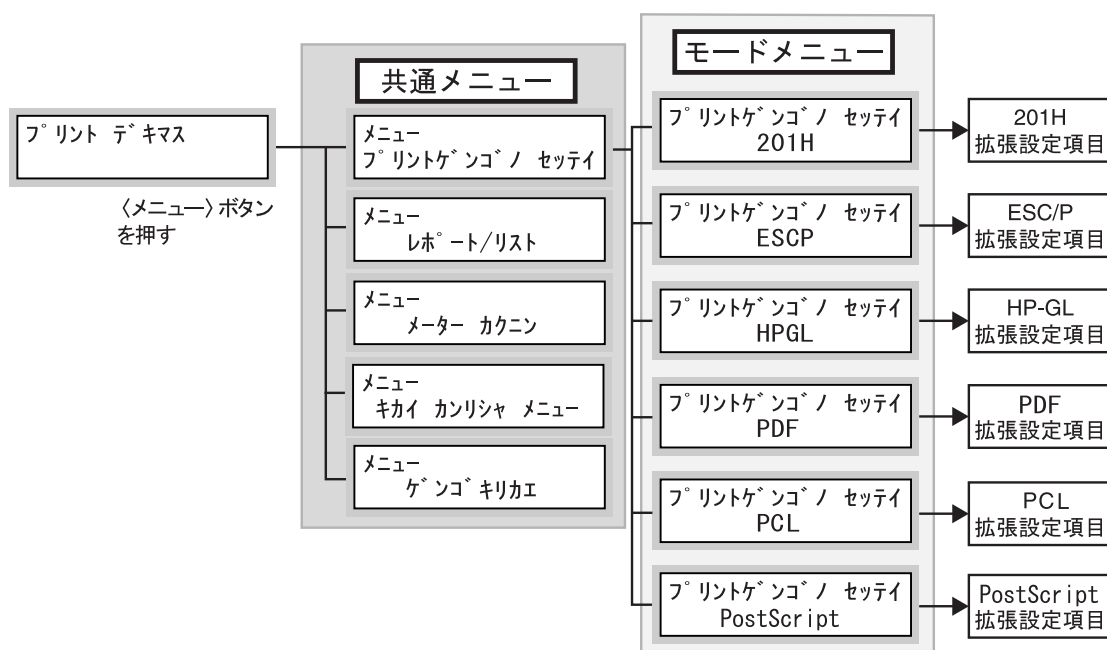 プリント デキマス
〈メニュー〉ボタン
を押す
共通メニュー
メニュー
プリントゲンゴノ セッテイ
メニュー
レポート/リスト
メニュー
メーター カクニン
メニュー
キカイ カンリシャ メニュー
メニュー
ゲンゴキリカエ
モードメニュー
プリントゲンゴノ セッテイ
201H
プリントゲンゴノ セッテイ
ESCP
プリントゲンゴノ セッテイ
HPGL
プリントゲンゴノ セッテイ
PDF
プリントゲンゴノ セッテイ
PCL
プリントゲンゴノ セッテイ
PostScript
201H
拡張設定項目
ESC/P
拡張設定項目
HP-GL
拡張設定項目
PDF
拡張設定項目
PCL
拡張設定項目
PostScript
拡張設定項目